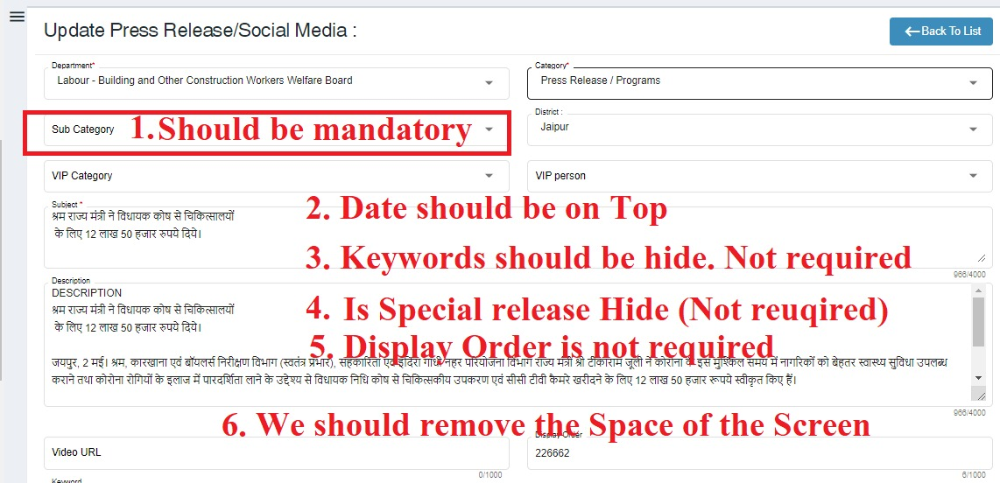 Update Press Release/Social Media :
Back To List
Department*
Labour - Building and Other Construction Workers Welfare Board
Category*
Press Release / Programs
Sub Category
1. Should be mandatory
District :
Jaipur
VIP Category
VIP person
Subject *
श्रम राज्य मंत्री ने विधायक कोष से चिकित्सालयों
के लिए 12 लाख 50 हजार रुपये दिये।
2. Date should be on Top
3. Keywords should be hide. Not required
966/4000
Description
DESCRIPTION
श्रम राज्य मंत्री ने विधायक कोष से चिकित्सालयों
के लिए 12 लाख 50 हजार रुपये दिये।
4. Is Special release Hide (Not reuqired)
5. Display Order is not required
जयपुर, 2 मई। श्रम, कारखाना एवं बॉयलर्स निरीक्षण विभाग (स्वतंत्र प्रभार), सहकारिता एवं इंदिरा गांधी नहर परियोजना विभाग राज्य मंत्री श्री टीकाराम जूली ने कोरोना के इस मुश्किल समय में नागरिकों को बेहतर स्वास्थ्य सुविधा उपलब्ध
कराने तथा कोरोना रोगियों के इलाज में पारदर्शिता लाने के उद्देश्य से विधायक निधि कोष से चिकित्सकीय उपकरण एवं सीसी टीवी कैमरे खरीदने के लिए 12 लाख 50 हजार रूपये स्वीकृत किए हैं।
966/4000
6. We should remove the Space of the Screen
Video URL
0/1000
Display Order
226662
6/1000
Keyword